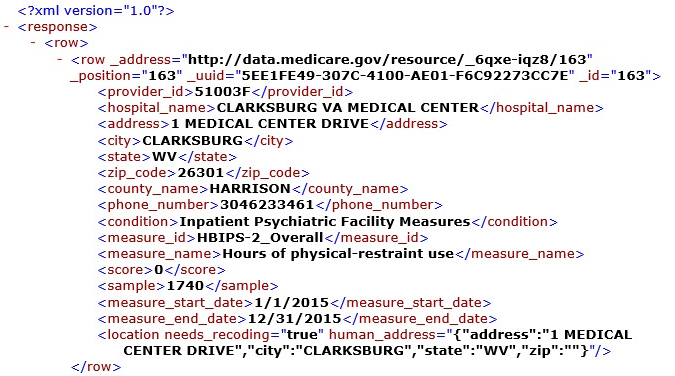 <?xml version="1.0"?>
- <response>
- <row>
- <row _address="http://data.medicare.gov/resource/_6qxe-iqz8/163"
_position="163" _uuid="5EE1FE49-307C-4100-AE01-F6C92273CC7E" _id="163">
<provider_id>51003F</provider_id>
<hospital_name>CLARKSBURG VA MEDICAL CENTER</hospital_name>
<address>1 MEDICAL CENTER DRIVE</address>
<city>CLARKSBURG</city>
<state>WV</state>
<zip_code>26301</zip_code>
<county_name>HARRISON</county_name>
<phone_number>3046233461</phone_number>
<condition>Inpatient Psychiatric Facility Measures</condition>
<measure_id>HBIPS-2_Overall</measure_id>
<measure_name>Hours of physical-restraint use</measure_name>
<score>0</score>
<sample>1740</sample>
<measure_start_date>1/1/2015</measure_start_date>
<measure_end_date>12/31/2015</measure_end_date>
<location needs_recoding="true" human_address="{"address":"1 MEDICAL
CENTER DRIVE","city":"CLARKSBURG","state":"WV","zip":""}"/>
</row>